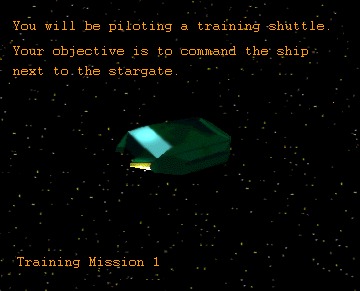 You will be piloting a training shuttle.
Your objective is to command the ship
next to the stargate.
Training Mission 1